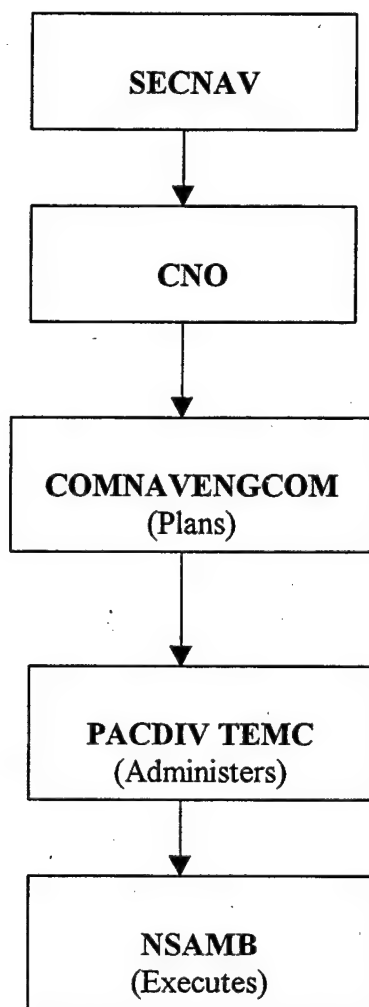 SECNAV
CNO
COMNAVENGCOM
(Plans)
PACDIV TEMC
(Administers)
NSAMB
(Executes)